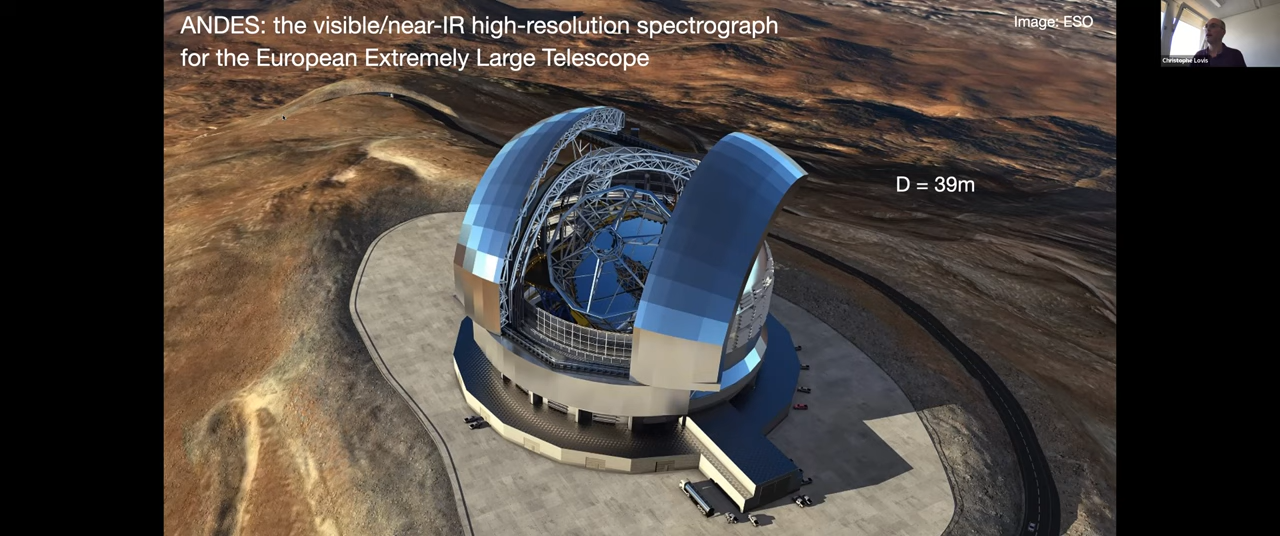 ANDES: the visible/near-IR high-resolution spectrograph
for the European Extremely Large Telescope
Image: ESO
Christophe Lovis
D = 39m